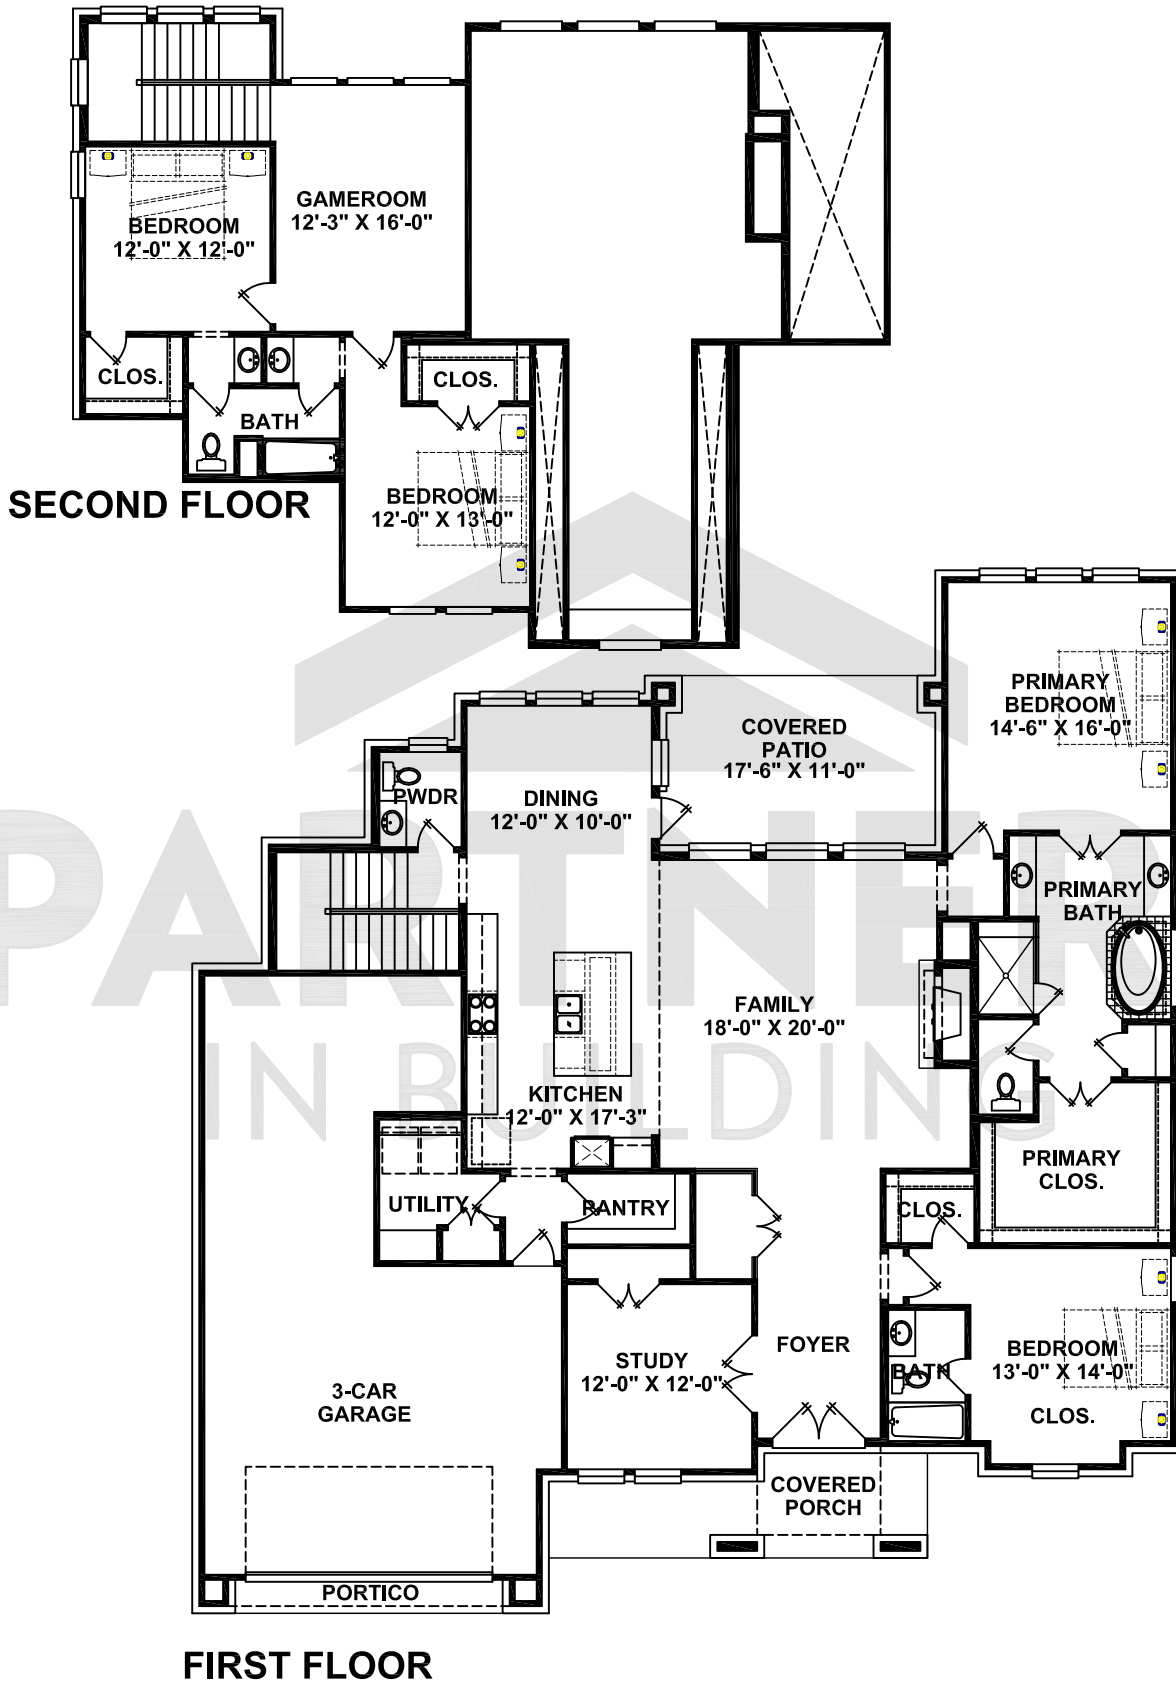 GAMEROOM
12'-3" X 16'-0"
BEDROOM
12'-0" X 12'-0"
CLOS.
CLOS.
BATH
BEDROOM
12'-0" X 13'-0"
SECOND FLOOR
PRIMARY
BEDROOM
14'-6" X 16'-0"
COVERED
PATIO
17'-6" X 11'-0"
PWDR
DINING
12'-0" X 10'-0"
PRIMARY
BATH
PARTNER
IN BUILDING
FAMILY
18'-0" X 20'-0"
KITCHEN
12'-0" X 17'-3"
PRIMARY
CLOS.
UTILITY
PANTRY
CLOS.
FOYER
STUDY
12'-0" X 12'-0"
BATH
BEDROOM
13'-0" X 14'-0"
CLOS.
3-CAR
GARAGE
COVERED
PORCH
PORTICO
FIRST FLOOR